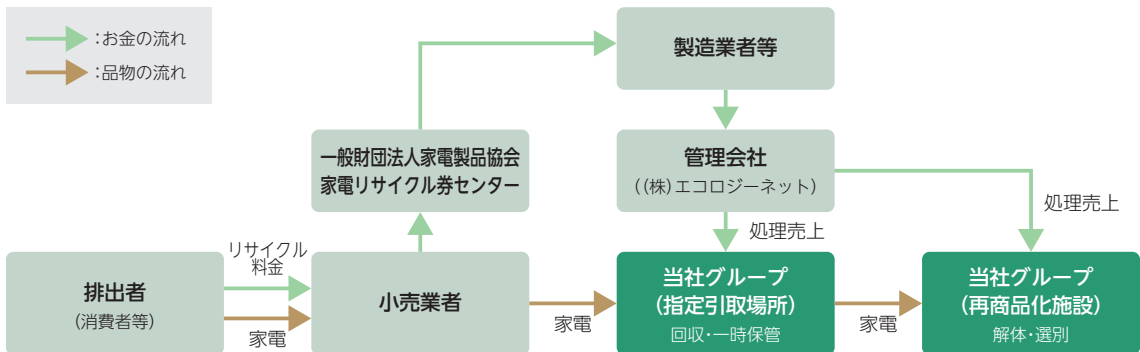 ：お金の流れ
：品物の流れ
製造業者等
一般財団法人家電製品協会
家電リサイクル券センター
管理会社
（（株）エコロジーネット）
処理売上
処理売上
リサイクル
料金
排出者
（消費者等）
家電
小売業者
家電
当社グループ
（指定引取場所）
回収・一時保管
家電
当社グループ
（再商品化施設）
解体・選別